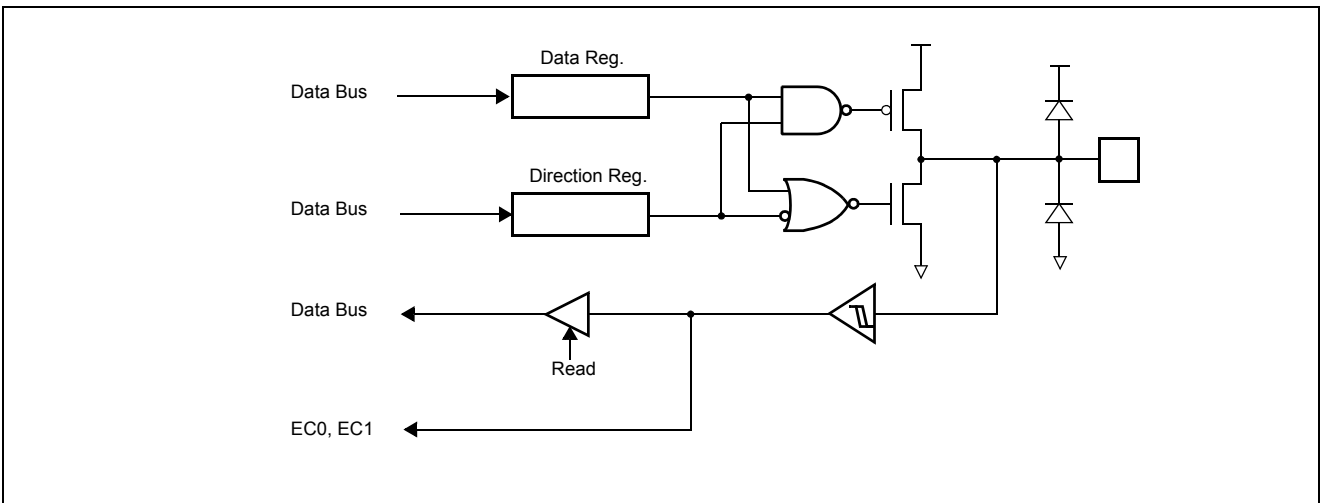 Data Reg.
Data Bus
Direction Reg.
Data Bus
Data Bus
Read
EC0, EC1